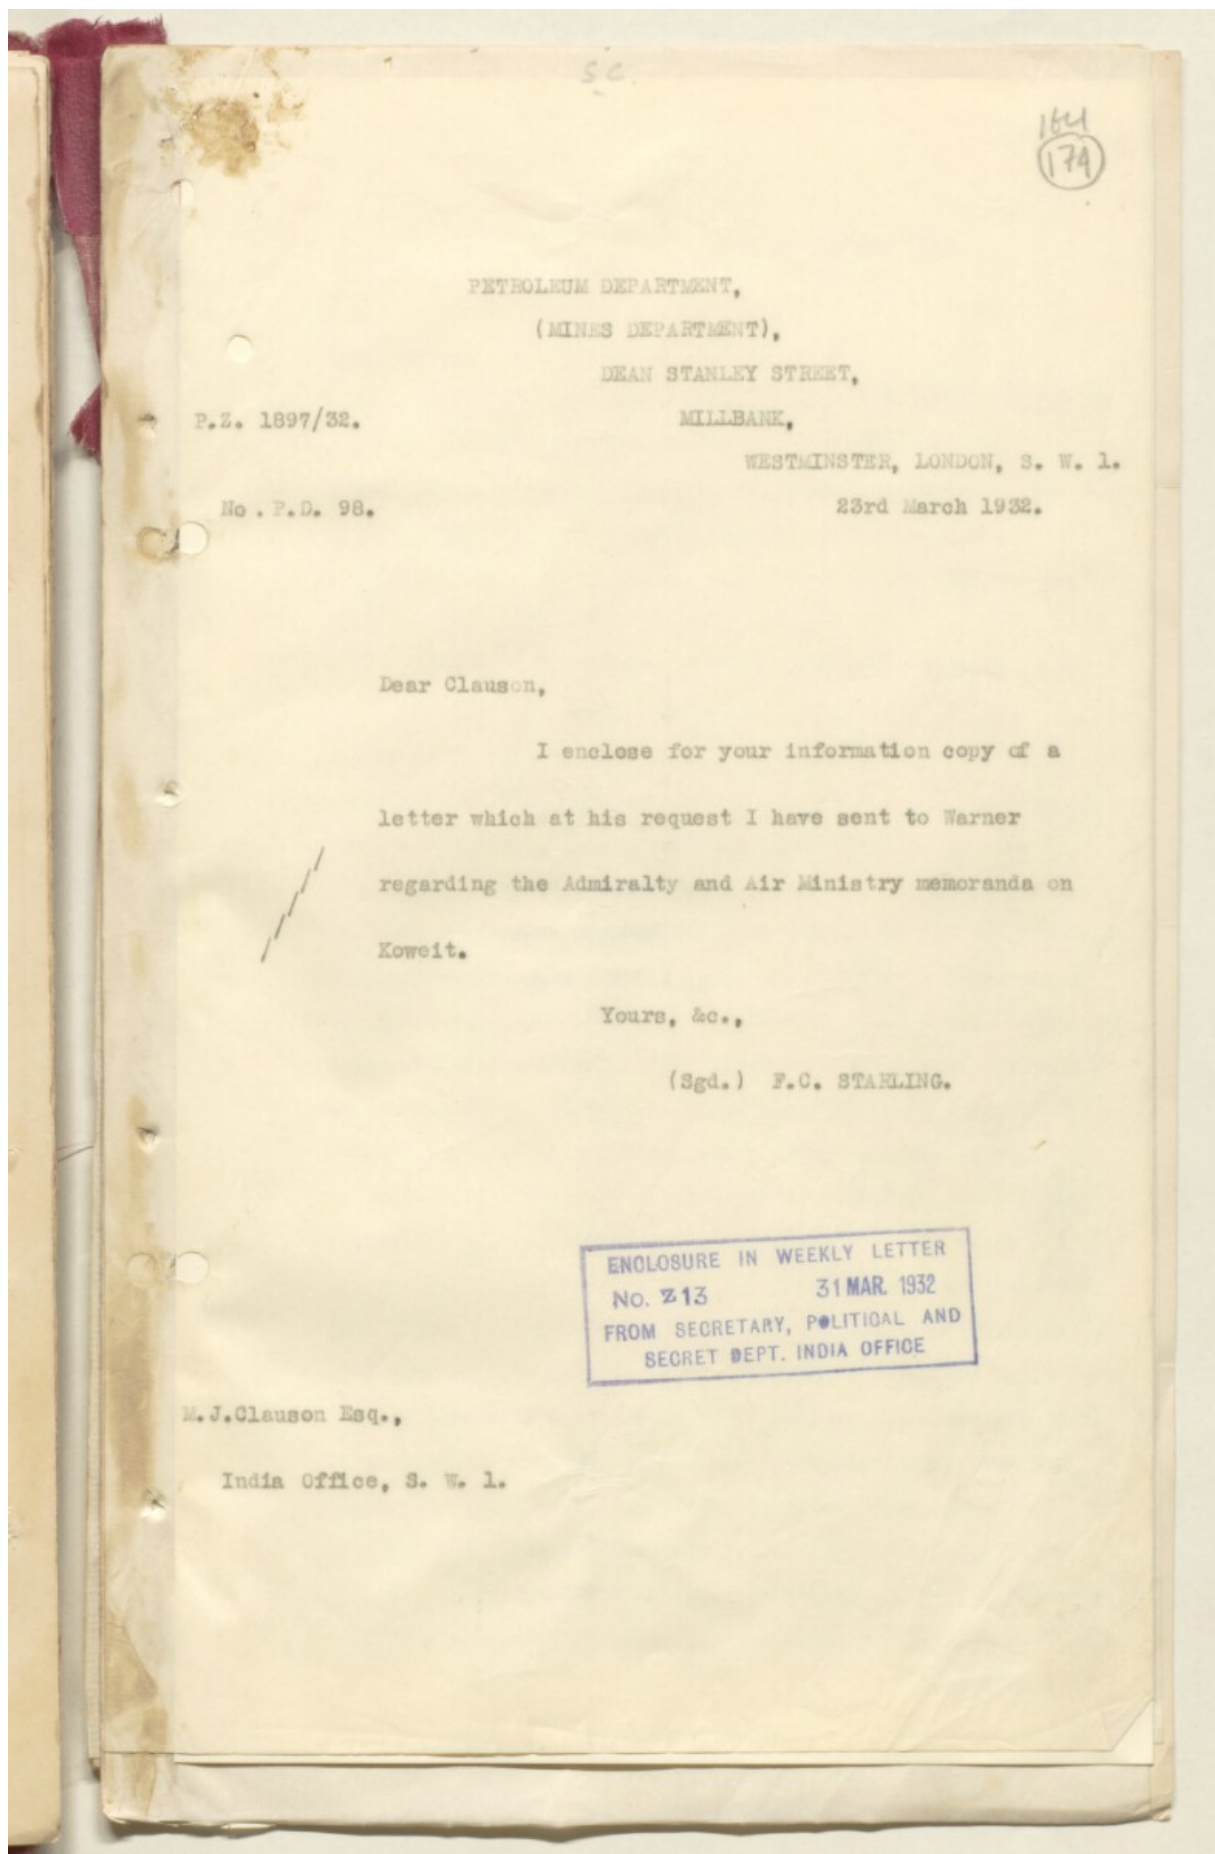 S C.
164
174
PETROLEUM DEPARTMENT,
(MINES DEPARTMENT),
DEAN STANLEY STREET,
P.Z. 1897/32.
MILLBANK,
WESTMINSTER, LONDON, S. W. 1.
No . P.D. 98.
23rd March 1932.
Dear Clauson,
I enclose for your information copy of a
letter which at his request I have sent to Warner
regarding the Admiralty and Air Ministry memoranda on
Koweit.
Yours, &c.,
(Sgd.) F.C. STARLING.
ENCLOSURE IN WEEKLY LETTER
No. Z13 31 MAR. 1932
FROM SECRETARY, POLITICAL AND
SECRET DEPT. INDIA OFFICE
M.J.Clauson Esq.,
India Office, S. W. 1.